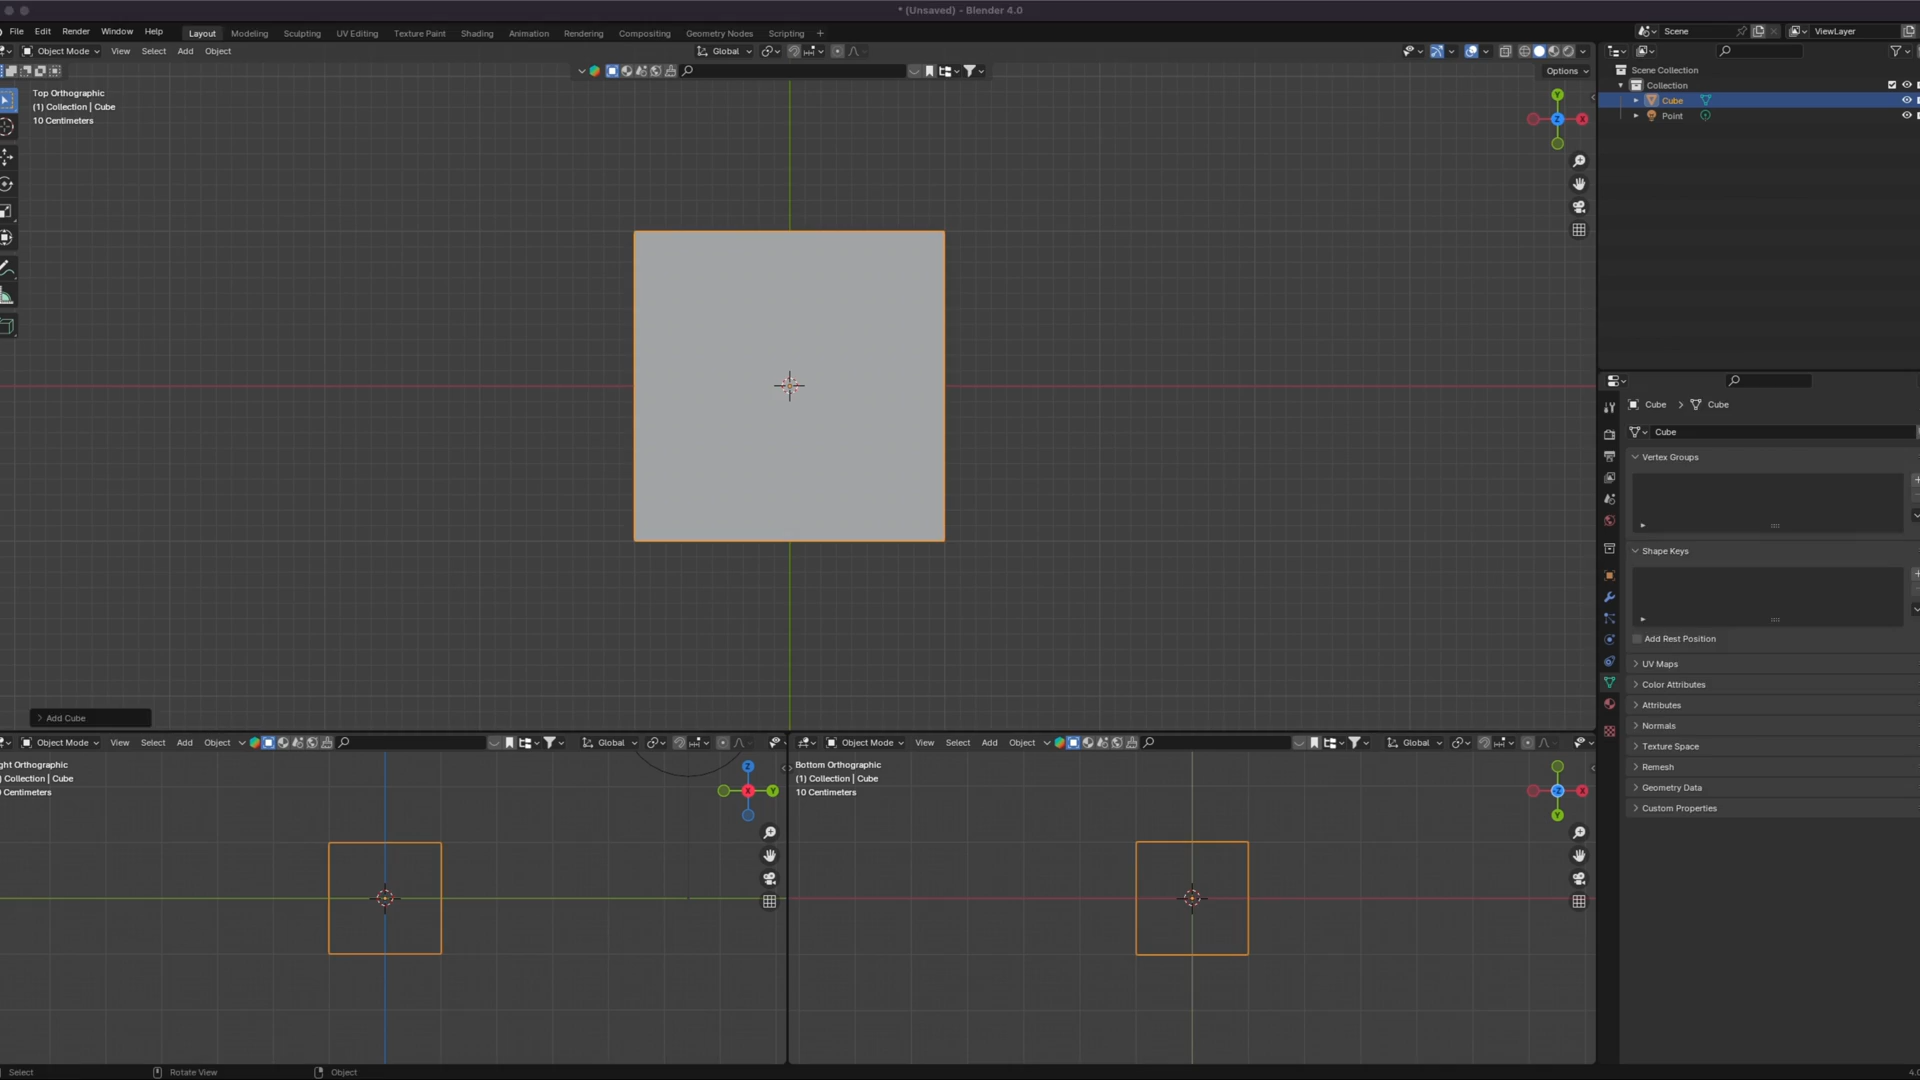 * (Unsaved) - Blender 4.0
File Edit Render Window Help Layout Modeling Sculpting UV Editing Texture Paint Shading Animation Rendering Compositing Geometry Nodes Scripting + Scene ViewLayer
Object Mode View Select Add Object Global
Options
Top Orthographic
(1) Collection | Cube
10 Centimeters
Y
Z
X
Scene Collection
Collection
Cube
Point
Cube > Cube
Cube
Vertex Groups
Shape Keys
Add Rest Position
UV Maps
Color Attributes
Attributes
Normals
Texture Space
Remesh
Geometry Data
Custom Properties
> Add Cube
Object Mode View Select Add Object Global
ght Orthographic
) Collection | Cube
Centimeters
Z
X
Y
Object Mode View Select Add Object Global
Bottom Orthographic
(1) Collection | Cube
10 Centimeters
-Z
X
Y
Select Rotate View Object 4.0